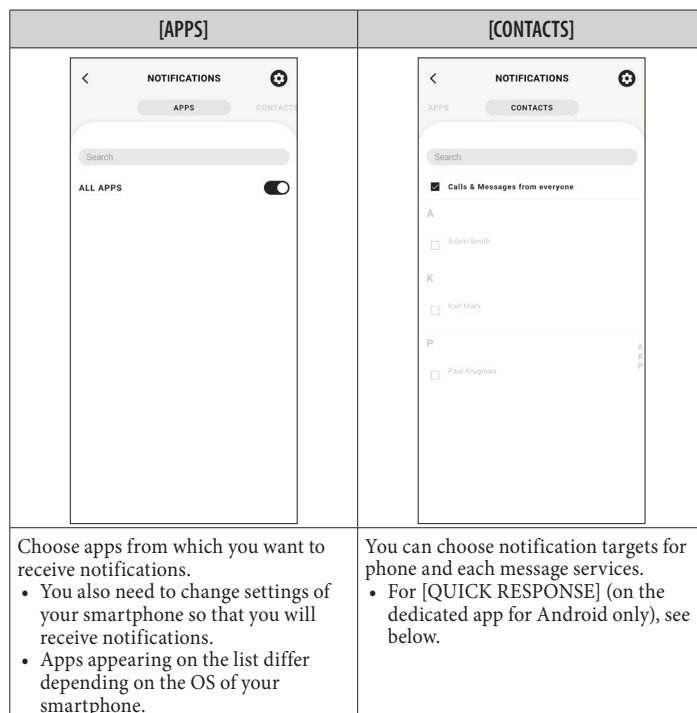 [APPS]
[CONTACTS]
NOTIFICATIONS
APPS
CONTACTS
Search
ALL APPS
NOTIFICATIONS
APPS
CONTACTS
Search
Calls & Messages from everyone
A
Adam Smith
K
Karl Marx
P
Paul Krugman
A
K
P
Choose apps from which you want to
receive notifications.
• You also need to change settings of
your smartphone so that you will
receive notifications.
• Apps appearing on the list differ
depending on the OS of your
smartphone.
You can choose notification targets for
phone and each message services.
• For [QUICK RESPONSE] (on the
dedicated app for Android only), see
below.